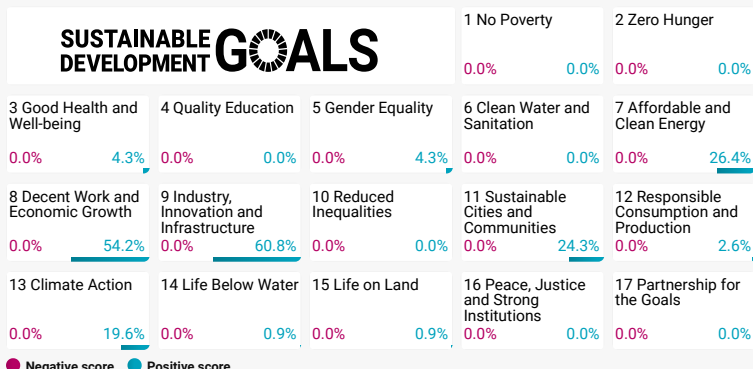 SUSTAINABLE
DEVELOPMENT
GOALS
1 No Poverty
0.0% 0.0%
2 Zero Hunger
0.0% 0.0%
3 Good Health and
Well-being
0.0% 4.3%
4 Quality Education
0.0% 0.0%
5 Gender Equality
0.0% 4.3%
6 Clean Water and
Sanitation
0.0% 0.0%
7 Affordable and
Clean Energy
0.0% 26.4%
8 Decent Work and
Economic Growth
0.0% 54.2%
9 Industry,
Innovation and
Infrastructure
0.0% 60.8%
10 Reduced
Inequalities
0.0% 0.0%
11 Sustainable
Cities and
Communities
0.0% 24.3%
12 Responsible
Consumption and
Production
0.0% 2.6%
13 Climate Action
0.0% 19.6%
14 Life Below Water
0.0% 0.9%
15 Life on Land
0.0% 0.9%
16 Peace, Justice
and Strong
Institutions
0.0% 0.0%
17 Partnership for
the Goals
0.0% 0.0%
Negative score Positive score